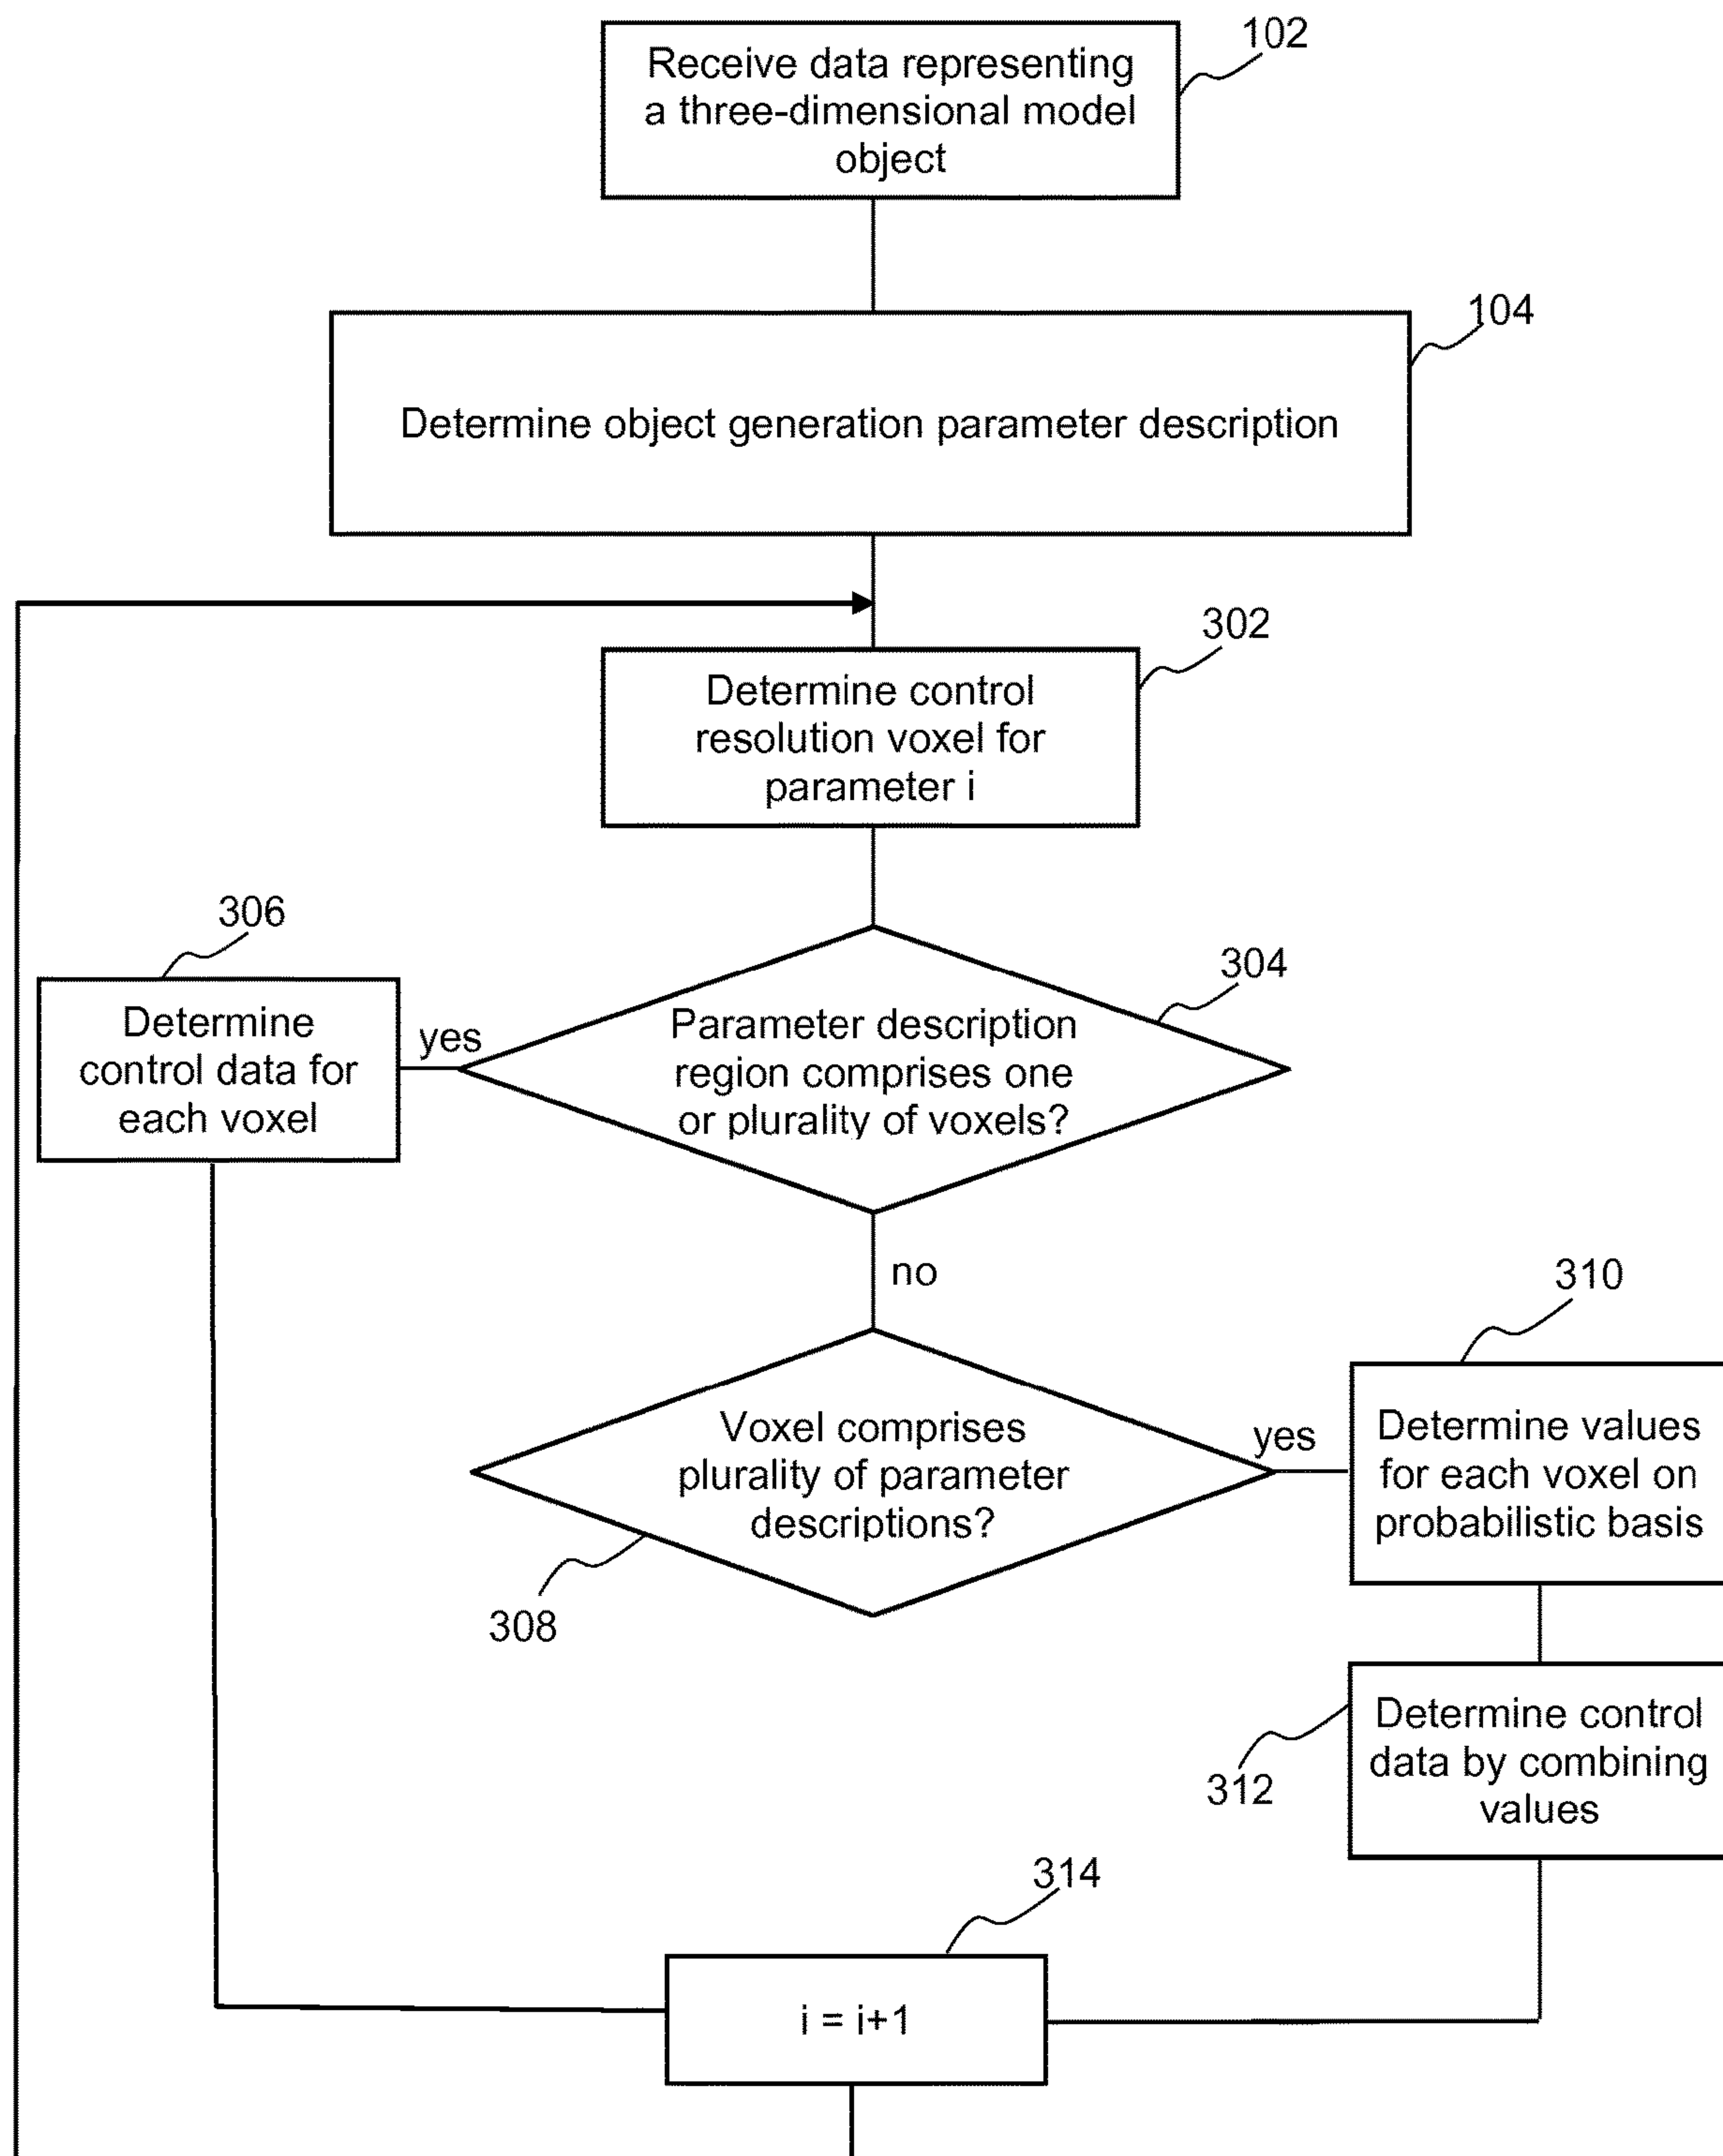 102
Receive data representing
a three-dimensional model
object
104
Determine object generation parameter description
302
Determine control
resolution voxel for
parameter i
306
Determine
control data for
each voxel
yes
304
Parameter description
region comprises one
or plurality of voxels?
no
310
Voxel comprises
plurality of parameter
descriptions?
yes
Determine values
for each voxel on
probabilistic basis
308
312
Determine control
data by combining
values
314
i = i+1